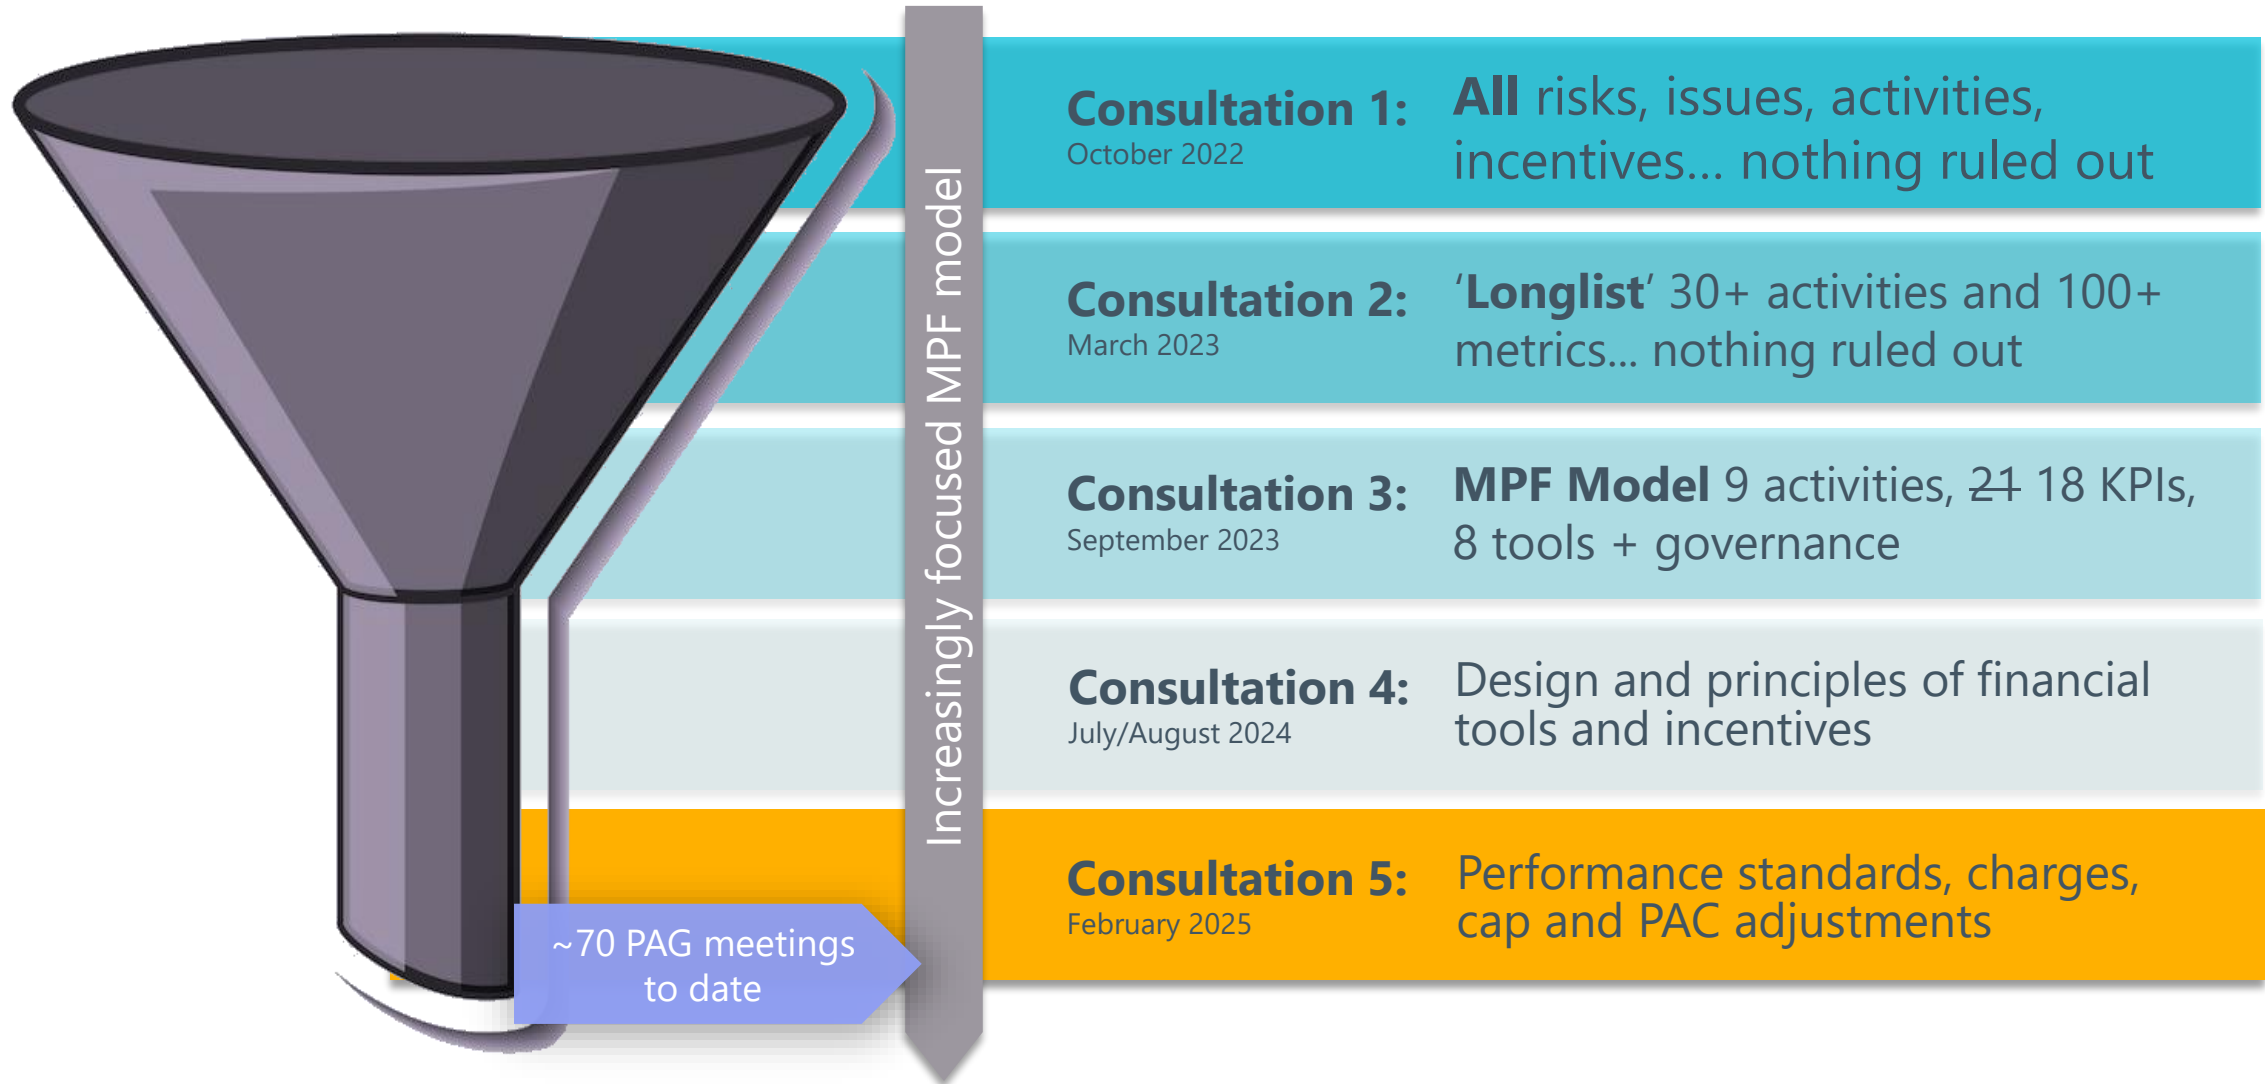 Increasingly focused MPF model
Consultation 1:
October 2022
All risks, issues, activities,
incentives... nothing ruled out
Consultation 2:
March 2023
‘Longlist’ 30+ activities and 100+
metrics... nothing ruled out
Consultation 3:
September 2023
MPF Model 9 activities, 21 18 KPIs,
8 tools + governance
Consultation 4:
July/August 2024
Design and principles of financial
tools and incentives
Consultation 5:
February 2025
Performance standards, charges,
cap and PAC adjustments
~70 PAG meetings
to date